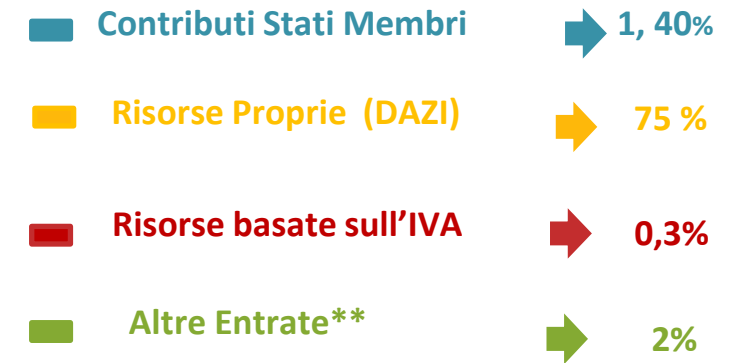 Contributi Stati Membri 1, 40%
Risorse Proprie (DAZI) 75 %
Risorse basate sull’IVA 0,3%
Altre Entrate** 2%